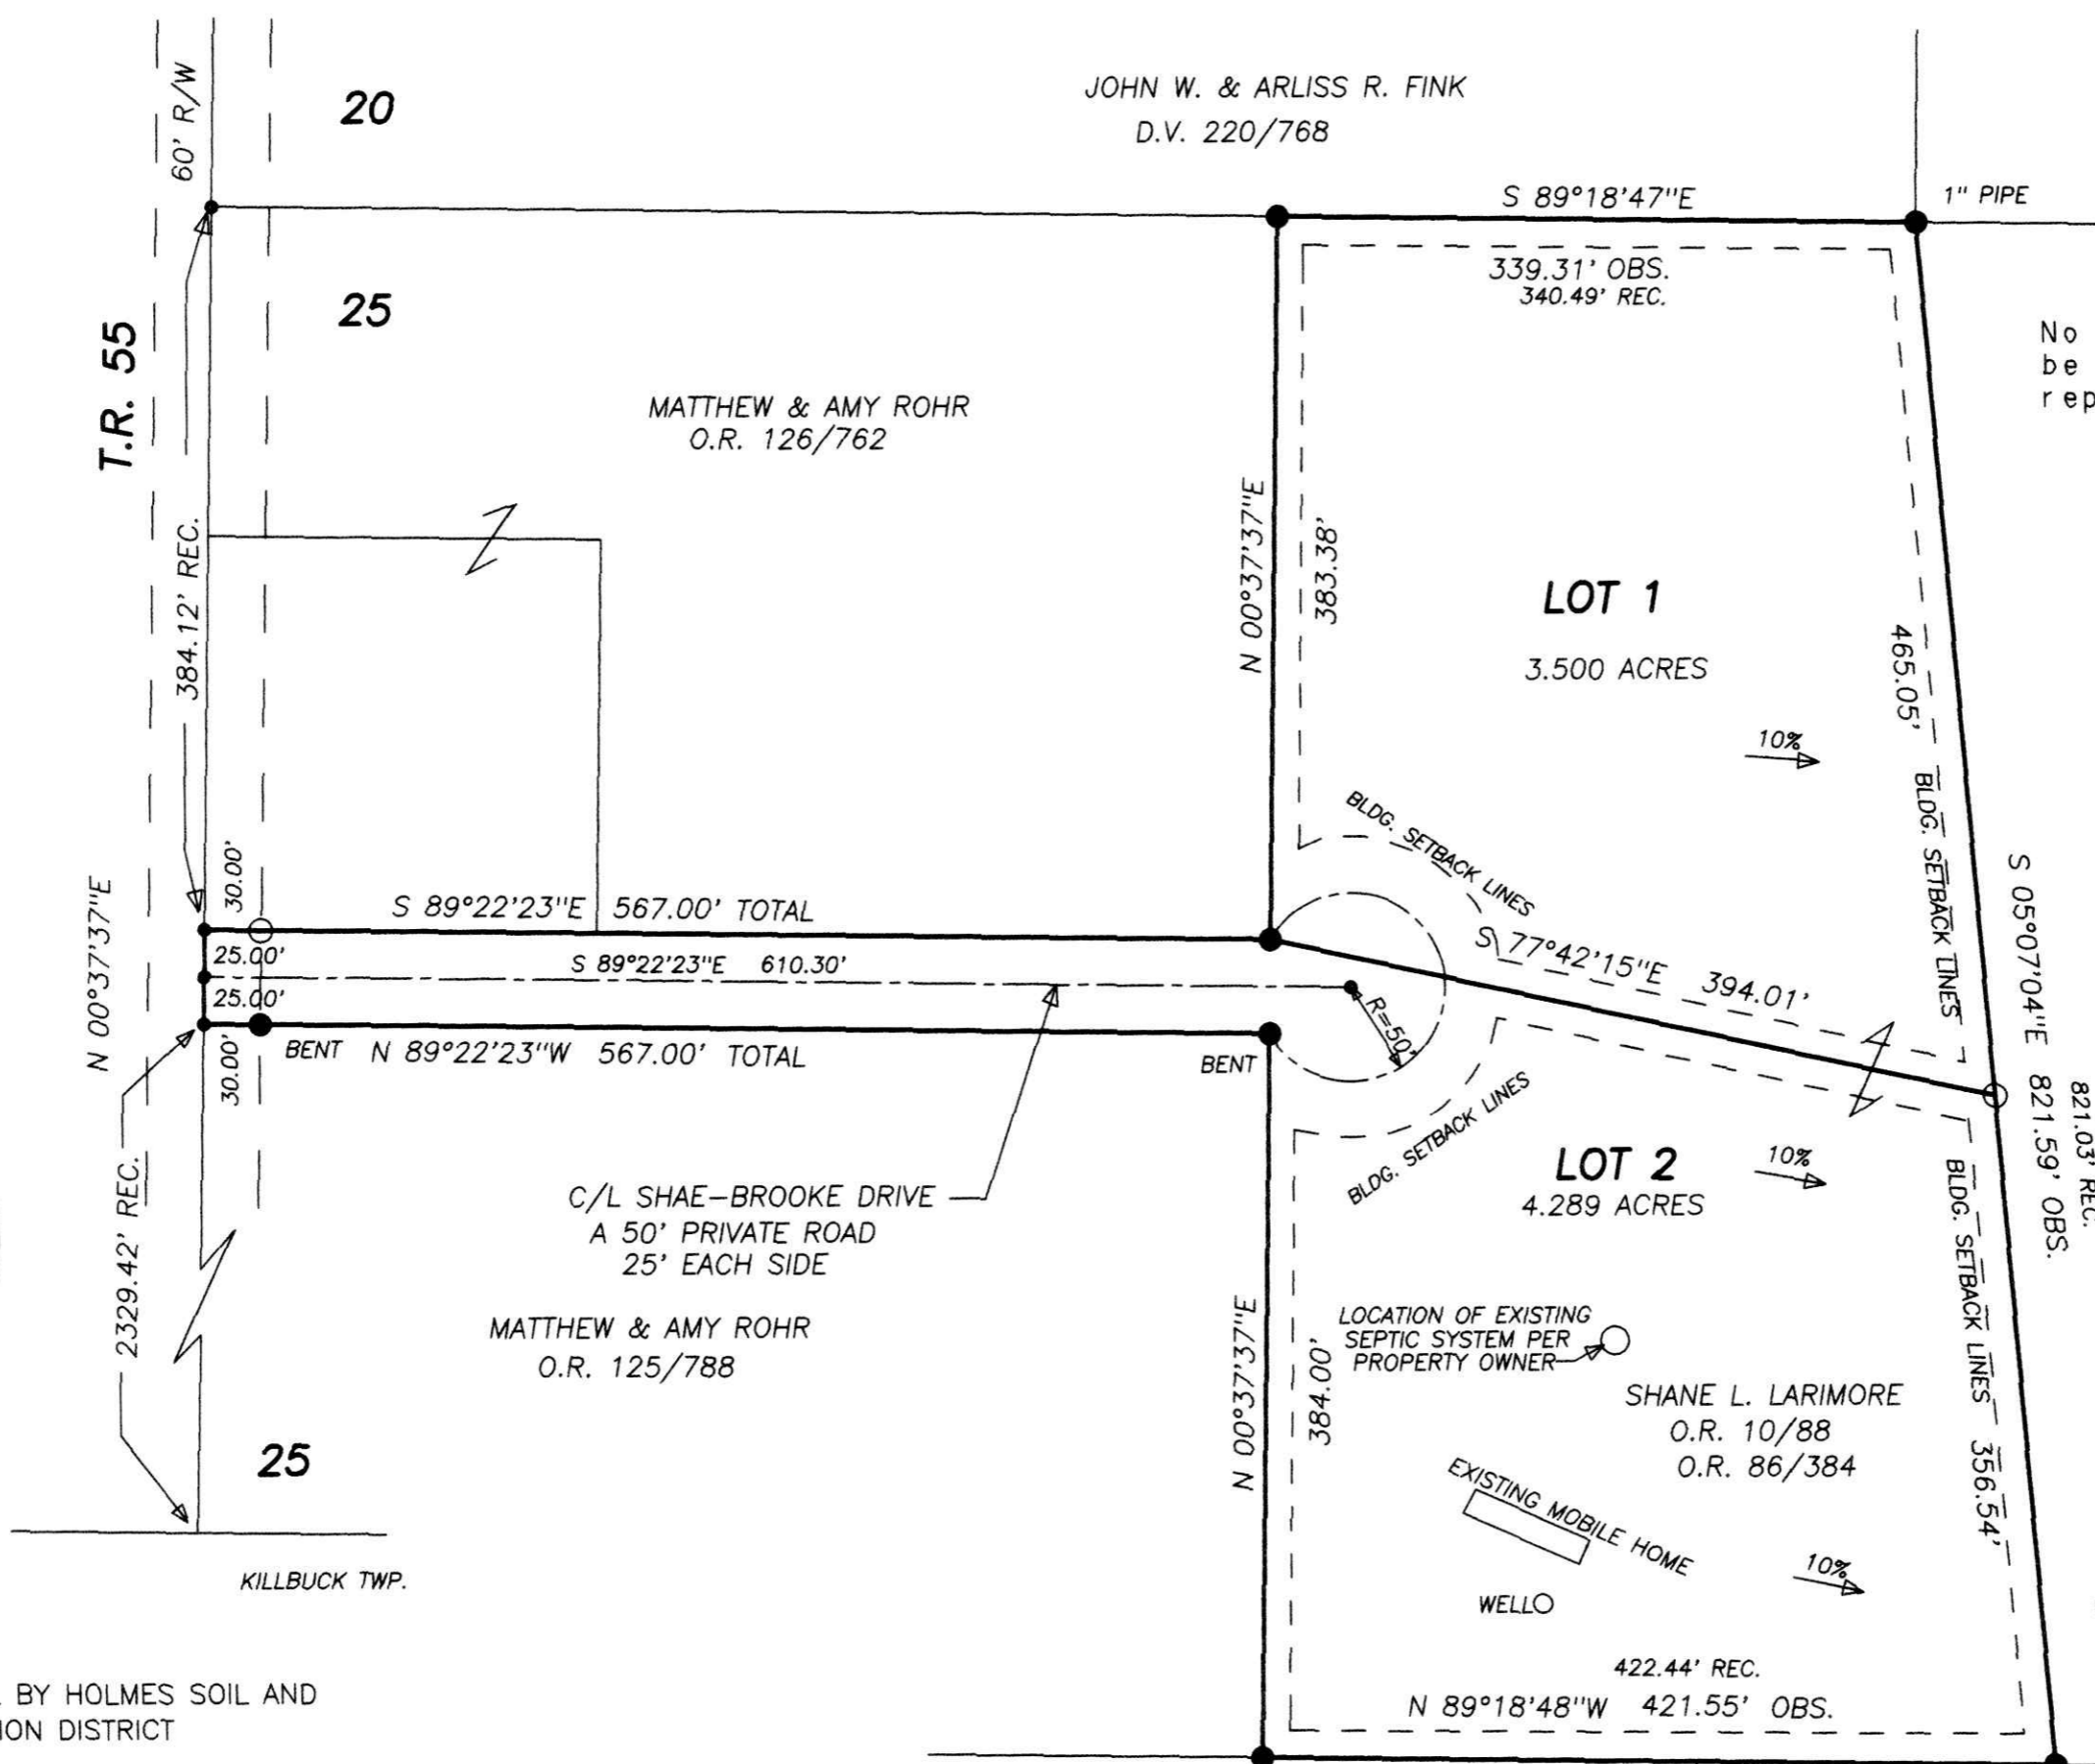 60' R/W
20
JOHN W. & ARLISS R. FINK
D.V. 220/768
S 89°18'47"E
1" PIPE
339.31' OBS.
340.49' REC.
25
T.R. 55
No
be
rep
MATTHEW & AMY ROHR
O.R. 126/762
384.12' REC.
N 00°37'37"E
383.38'
LOT 1
3.500 ACRES
465.05'
10%
BLDG. SETBACK LINES
BLDG. SETBACK LINES
S 05°07'04"E 821.59' OBS.
821.03' REC.
N 00°37'37"E
30.00'
S 89°22'23"E 567.00' TOTAL
25.00'
S 89°22'23"E 610.30'
25.00'
S 77°42'15"E 394.01'
R=50'
30.00'
BENT N 89°22'23"W 567.00' TOTAL
BENT
BLDG. SETBACK LINES
LOT 2
4.289 ACRES
10%
BLDG. SETBACK LINES
356.54'
2329.42' REC.
C/L SHAE-BROOKE DRIVE
A 50' PRIVATE ROAD
25' EACH SIDE
MATTHEW & AMY ROHR
O.R. 125/788
N 00°37'37"E
384.00'
LOCATION OF EXISTING
SEPTIC SYSTEM PER
PROPERTY OWNER
SHANE L. LARIMORE
O.R. 10/88
O.R. 86/384
25
EXISTING MOBILE HOME
10%
WELL
KILLBUCK TWP.
422.44' REC.
N 89°18'48"W 421.55' OBS.
BY HOLMES SOIL AND
ION DISTRICT